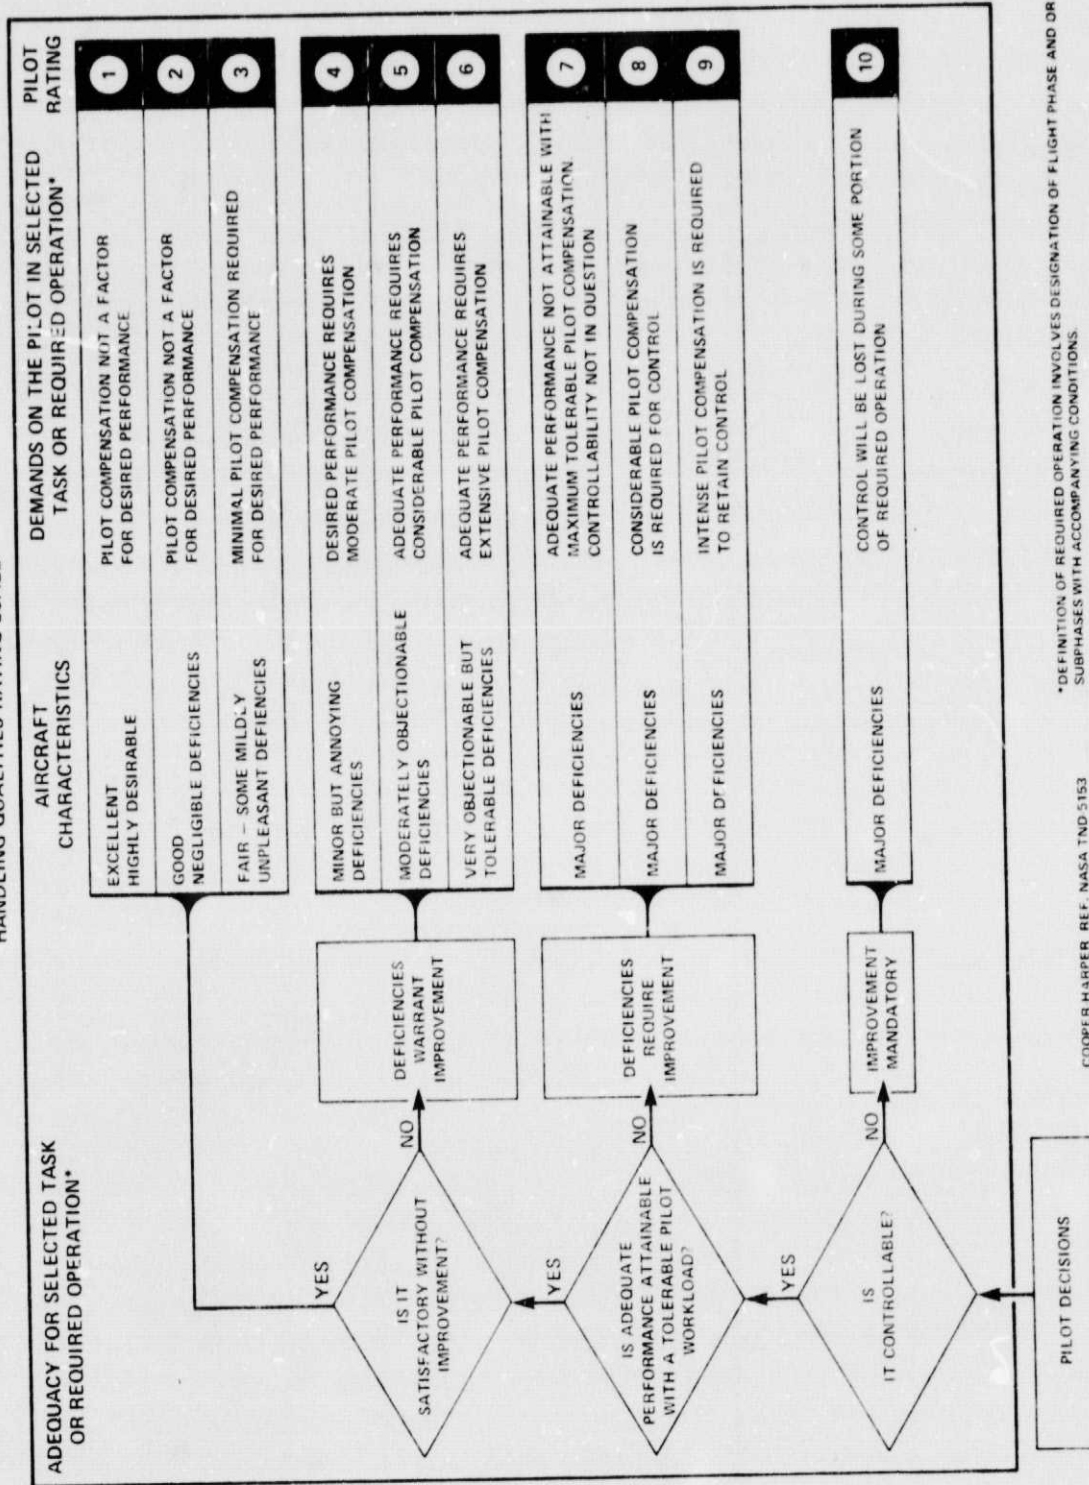 HANDLING QUALITIES RATING SCALE
ADEQUACY FOR SELECTED TASK
OR REQUIRED OPERATION*
AIRCRAFT
CHARACTERISTICS
DEMANDS ON THE PILOT IN SELECTED
TASK OR REQUIRED OPERATION*
PILOT
RATING
EXCELLENT
HIGHLY DESIRABLE
PILOT COMPENSATION NOT A FACTOR
FOR DESIRED PERFORMANCE
1
GOOD
NEGLIGIBLE DEFICIENCIES
PILOT COMPENSATION NOT A FACTOR
FOR DESIRED PERFORMANCE
2
FAIR – SOME MILDLY
UNPLEASANT DEFIENCIES
MINIMAL PILOT COMPENSATION REQUIRED
FOR DESIRED PERFORMANCE
3
YES
IS IT
SATISFACTORY WITHOUT
IMPROVEMENT?
NO
DEFICIENCIES
WARRANT
IMPROVEMENT
MINOR BUT ANNOYING
DEFICIENCIES
DESIRED PERFORMANCE REQUIRES
MODERATE PILOT COMPENSATION
4
MODERATELY OBJECTIONABLE
DEFICIENCIES
ADEQUATE PERFORMANCE REQUIRES
CONSIDERABLE PILOT COMPENSATION
5
VERY OBJECTIONABLE BUT
TOLERABLE DEFICIENCIES
ADEQUATE PERFORMANCE REQUIRES
EXTENSIVE PILOT COMPENSATION
6
YES
IS ADEQUATE
PERFORMANCE ATTAINABLE
WITH A TOLERABLE PILOT
WORKLOAD?
NO
DEFICIENCIES
REQUIRE
IMPROVEMENT
MAJOR DEFICIENCIES
ADEQUATE PERFORMANCE NOT ATTAINABLE WITH
MAXIMUM TOLERABLE PILOT COMPENSATION.
CONTROLLABILITY NOT IN QUESTION
7
MAJOR DEFICIENCIES
CONSIDERABLE PILOT COMPENSATION
IS REQUIRED FOR CONTROL
8
MAJOR DEFICIENCIES
INTENSE PILOT COMPENSATION IS REQUIRED
TO RETAIN CONTROL
9
YES
IS
IT CONTROLLABLE?
NO
IMPROVEMENT
MANDATORY
MAJOR DEFICIENCIES
CONTROL WILL BE LOST DURING SOME PORTION
OF REQUIRED OPERATION
10
PILOT DECISIONS
COOPER HARPER REF. NASA TND-5153
*DEFINITION OF REQUIRED OPERATION INVOLVES DESIGNATION OF FLIGHT PHASE AND OR
SUBPHASES WITH ACCOMPANYING CONDITIONS.